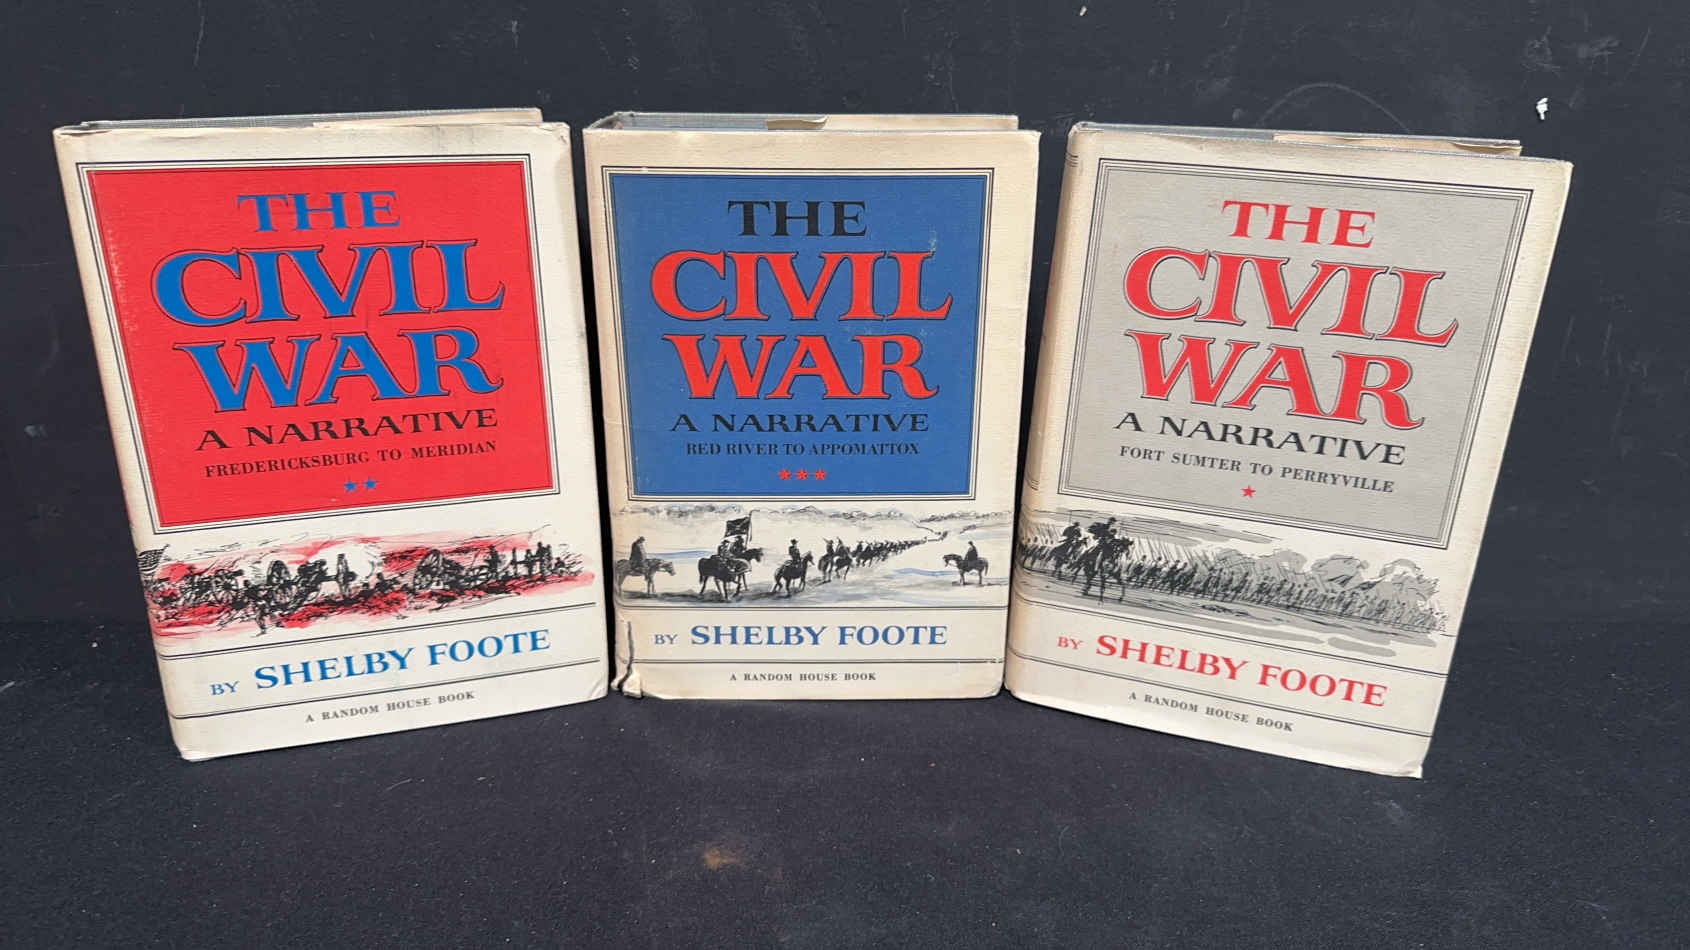 THE
CIVIL
WAR
A NARRATIVE
FREDERICKSBURG TO MERIDIAN
BY SHELBY FOOTE
A RANDOM HOUSE BOOK
THE
CIVIL
WAR
A NARRATIVE
RED RIVER TO APPOMATTOX
BY SHELBY FOOTE
A RANDOM HOUSE BOOK
THE
CIVIL
WAR
A NARRATIVE
FORT SUMTER TO PERRYVILLE
BY SHELBY FOOTE
A RANDOM HOUSE BOOK